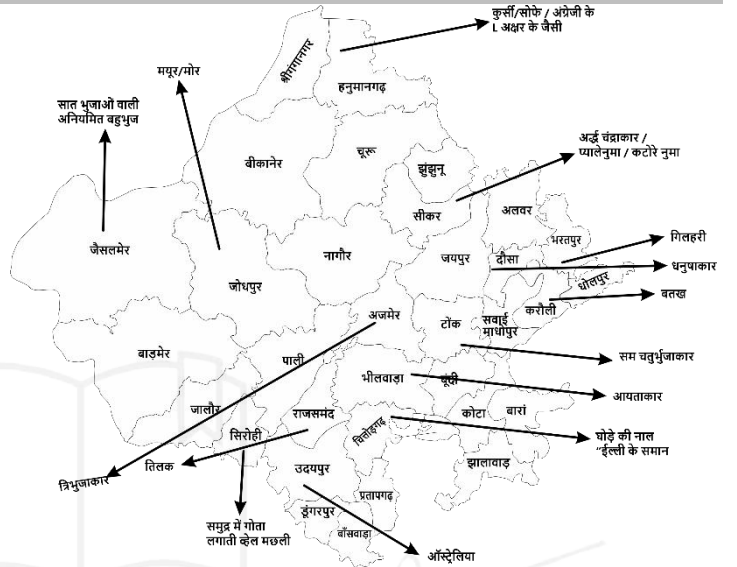 कुर्सी/सोफे / अंग्रेजी के
L अक्षर के जैसी
श्रीगंगानगर
हनुमानगढ़
मयूर/मोर
सात भुजाओं वाली
अनियमित बहुभुज
अर्द्ध चंद्राकार /
प्यालेनुमा / कटोरे नुमा
बीकानेर
चूरू
झुंझुनू
सीकर
अलवर
भरतपुर
गिलहरी
जैसलमेर
जोधपुर
नागौर
जयपुर
दौसा
धनुषाकार
धोलपुर
बतख
करौली
अजमेर
टोंक
सवाई
माधोपुर
बाड़मेर
पाली
सम चतुर्भुजाकार
भीलवाड़ा
बूंदी
आयताकार
जालौर
राजसमंद
कोटा
बारां
सिरोही
चितोड़गढ़
घोड़े की नाल
“ईल्ली के समान
त्रिभुजाकार
तिलक
उदयपुर
झालावाड़
प्रतापगढ़
डूंगरपुर
बाँसवाड़ा
समुद्र में गोता
लगाती व्हेल मछली
ऑस्ट्रेलिया